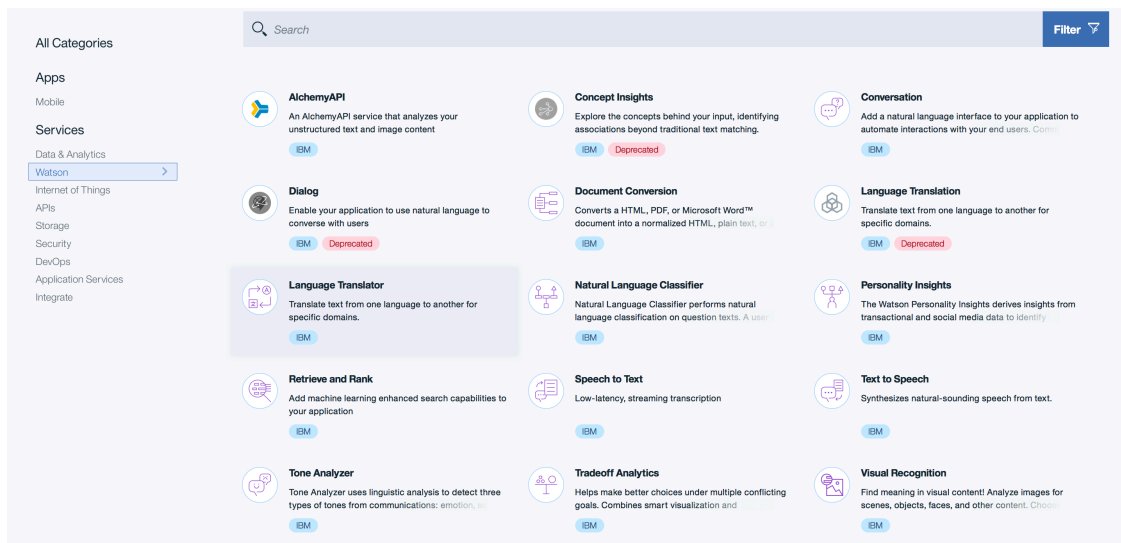 All Categories
Apps
Mobile
Services
Data & Analytics
Watson
Internet of Things
APIs
Storage
Security
DevOps
Application Services
Integrate
Search
Filter
AlchemyAPI
An AlchemyAPI service that analyzes your
unstructured text and image content
IBM
Concept Insights
Explore the concepts behind your input, identifying
associations beyond traditional text matching.
IBM Deprecated
Conversation
Add a natural language interface to your application to
automate interactions with your end users.
IBM
Dialog
Enable your application to use natural language to
converse with users
IBM Deprecated
Document Conversion
Converts a HTML, PDF, or Microsoft Word™
document into a normalized HTML, plain text, or
IBM
Language Translation
Translate text from one language to another for
specific domains.
IBM Deprecated
Language Translator
Translate text from one language to another for
specific domains.
IBM
Natural Language Classifier
Natural Language Classifier performs natural
language classification on question texts. A user
IBM
Personality Insights
The Watson Personality Insights derives insights from
transactional and social media data to identify
IBM
Retrieve and Rank
Add machine learning enhanced search capabilities to
your application
IBM
Speech to Text
Low-latency, streaming transcription
IBM
Text to Speech
Synthesizes natural-sounding speech from text.
IBM
Tone Analyzer
Tone Analyzer uses linguistic analysis to detect three
types of tones from communications: emotion,
IBM
Tradeoff Analytics
Helps make better choices under multiple conflicting
goals. Combines smart visualization and
IBM
Visual Recognition
Find meaning in visual content! Analyze images for
scenes, objects, faces, and other content. Choose
IBM